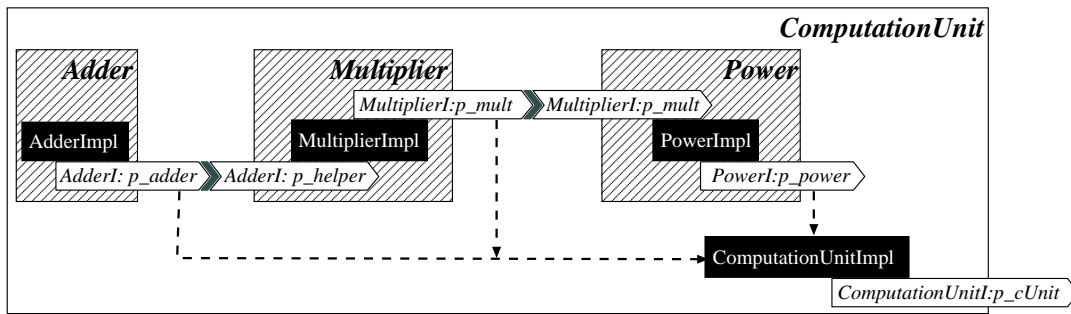 ComputationUnit
Adder
Multiplier
Power
MultiplierI:p_mult
MultiplierI:p_mult
AdderImpl
MultiplierImpl
PowerImpl
AdderI: p_adder
AdderI: p_helper
PowerI:p_power
ComputationUnitImpl
ComputationUnitI:p_cUnit